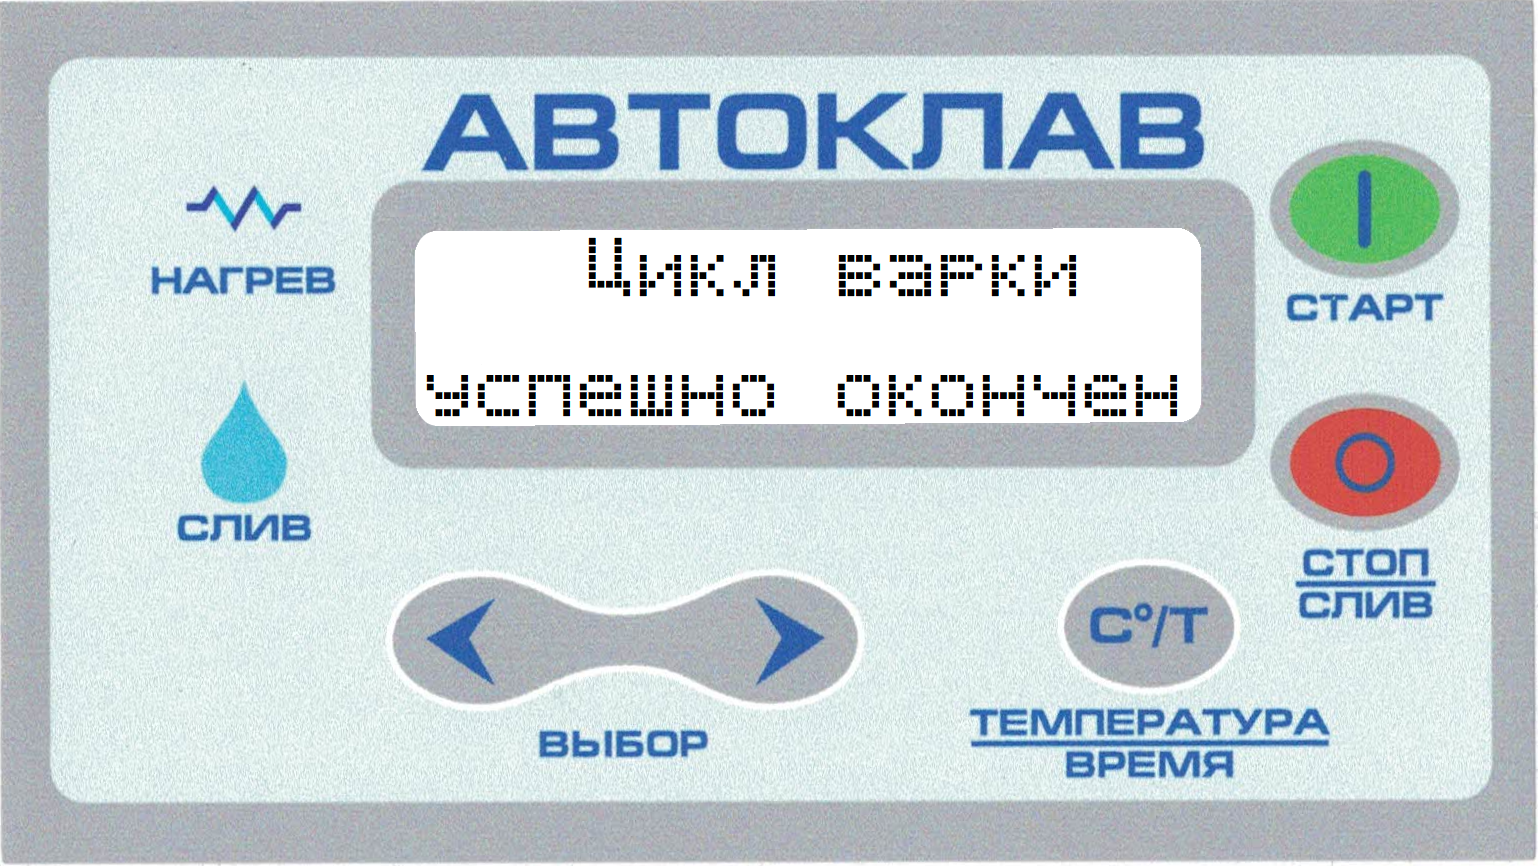 АВТОКЛАВ
НАГРЕВ
Цикл варки
успешно окончен
СТАРТ
СЛИВ
СТОП
СЛИВ
C°/T
ВЫБОР
ТЕМПЕРАТУРА
ВРЕМЯ